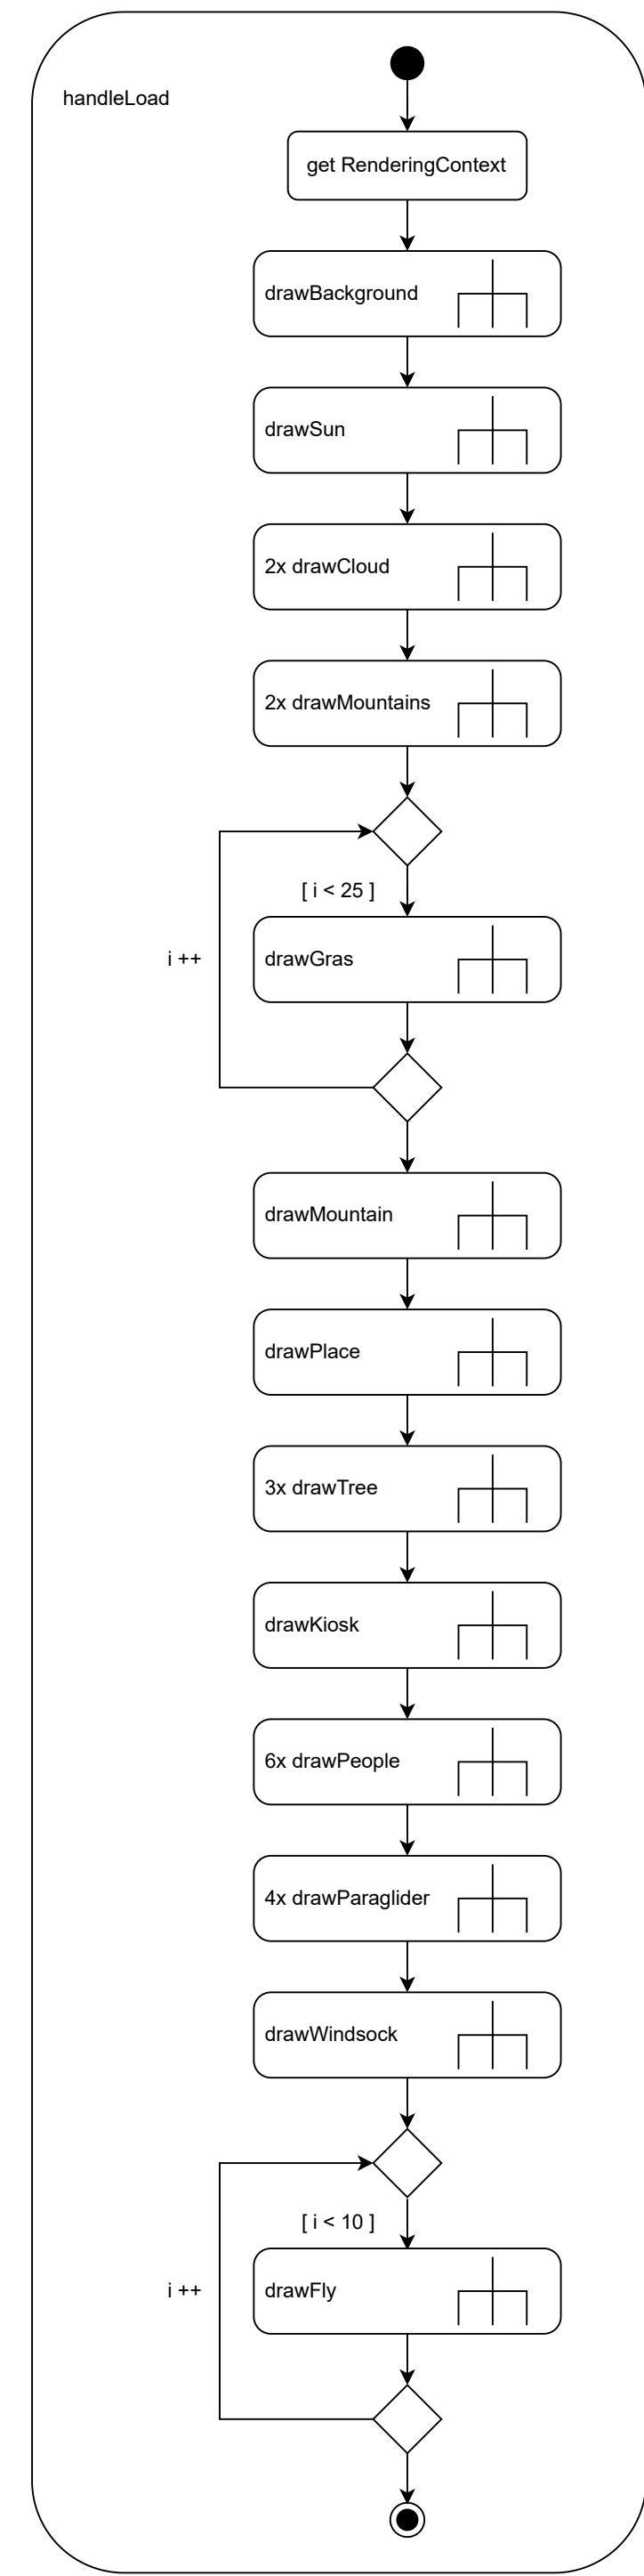 handleLoad
get RenderingContext
drawBackground
drawSun
2x drawCloud
2x drawMountains
[ i < 25 ]
i ++
drawGras
drawMountain
drawPlace
3x drawTree
drawKiosk
6x drawPeople
4x drawParaglider
drawWindsock
[ i < 10 ]
i ++
drawFly